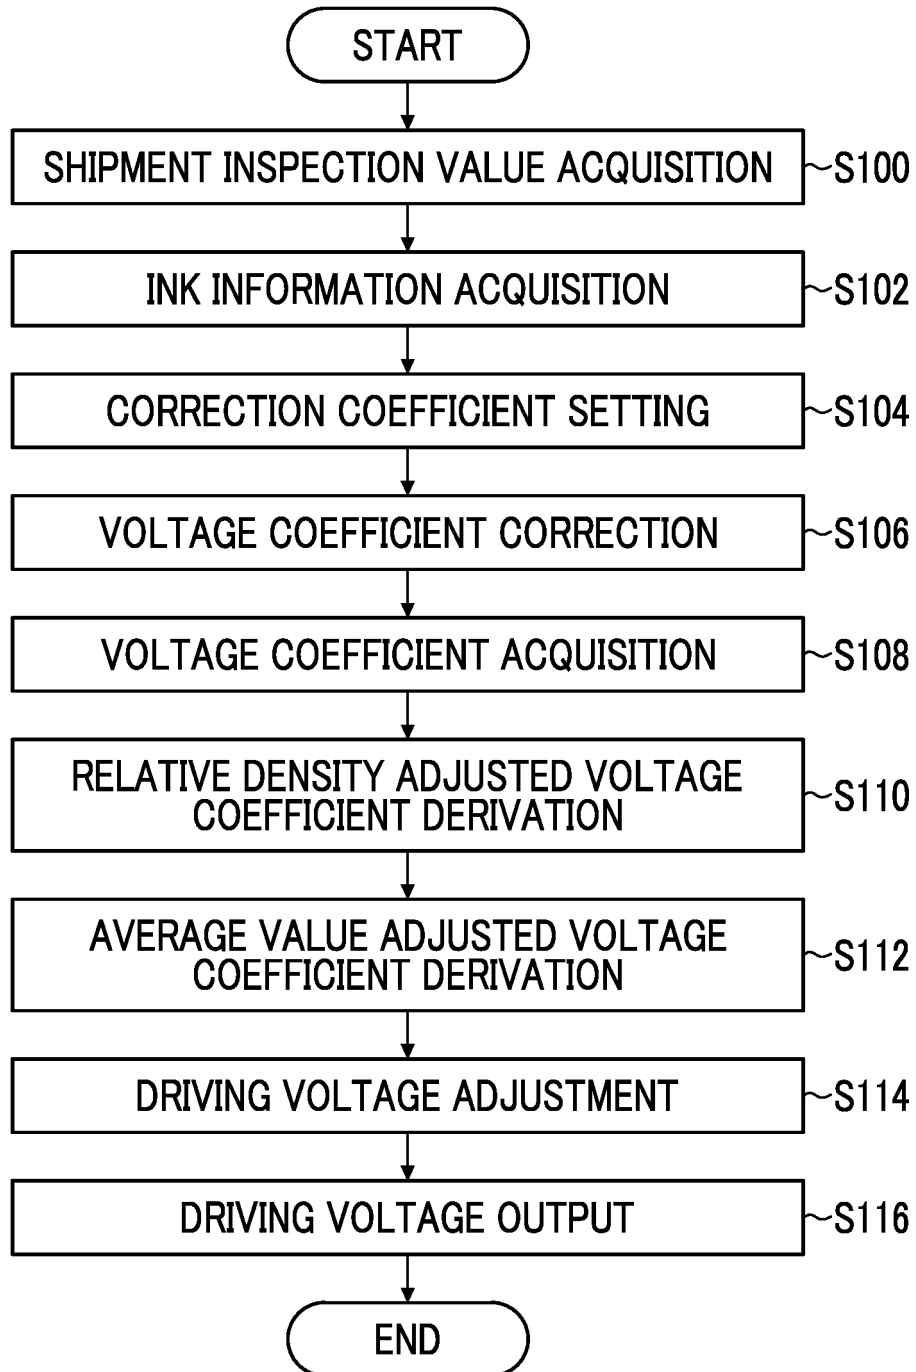 START
SHIPMENT INSPECTION VALUE ACQUISITION ~S100
INK INFORMATION ACQUISITION ~S102
CORRECTION COEFFICIENT SETTING ~S104
VOLTAGE COEFFICIENT CORRECTION ~S106
VOLTAGE COEFFICIENT ACQUISITION ~S108
RELATIVE DENSITY ADJUSTED VOLTAGE
COEFFICIENT DERIVATION ~S110
AVERAGE VALUE ADJUSTED VOLTAGE
COEFFICIENT DERIVATION ~S112
DRIVING VOLTAGE ADJUSTMENT ~S114
DRIVING VOLTAGE OUTPUT ~S116
END